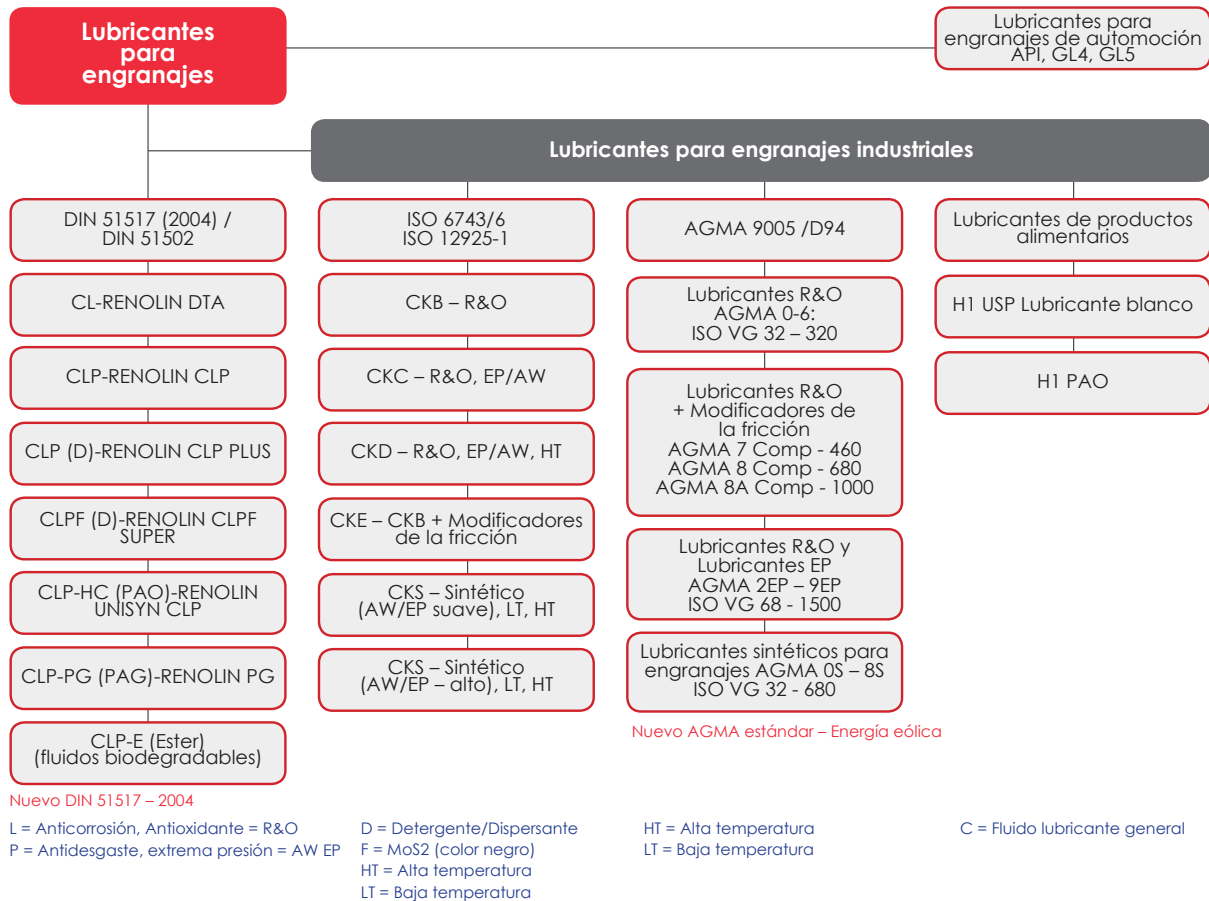 Lubricantes
para
engranajes
Lubricantes para
engranajes de automoción
API, GL4, GL5
Lubricantes para engranajes industriales
DIN 51517 (2004) /
DIN 51502
CL-RENOLIN DTA
CLP-RENOLIN CLP
CLP (D)-RENOLIN CLP PLUS
CLPF (D)-RENOLIN CLPF
SUPER
CLP-HC (PAO)-RENOLIN
UNISYN CLP
CLP-PG (PAG)-RENOLIN PG
CLP-E (Ester)
(fluidos biodegradables)
Nuevo DIN 51517 – 2004
ISO 6743/6
ISO 12925-1
CKB – R&O
CKC – R&O, EP/AW
CKD – R&O, EP/AW, HT
CKE – CKB + Modificadores
de la fricción
CKS – Sintético
(AW/EP suave), LT, HT
CKS – Sintético
(AW/EP – alto), LT, HT
AGMA 9005 /D94
Lubricantes R&O
AGMA 0-6:
ISO VG 32 – 320
Lubricantes R&O
+ Modificadores de
la fricción
AGMA 7 Comp - 460
AGMA 8 Comp - 680
AGMA 8A Comp - 1000
Lubricantes R&O y
Lubricantes EP
AGMA 2EP – 9EP
ISO VG 68 - 1500
Lubricantes sintéticos para
engranajes AGMA 0S – 8S
ISO VG 32 - 680
Nuevo AGMA estándar – Energía eólica
Lubricantes de productos
alimentarios
H1 USP Lubricante blanco
H1 PAO
L = Anticorrosión, Antioxidante = R&O
P = Antidesgaste, extrema presión = AW EP
D = Detergente/Dispersante
F = MoS2 (color negro)
HT = Alta temperatura
LT = Baja temperatura
HT = Alta temperatura
LT = Baja temperatura
C = Fluido lubricante general